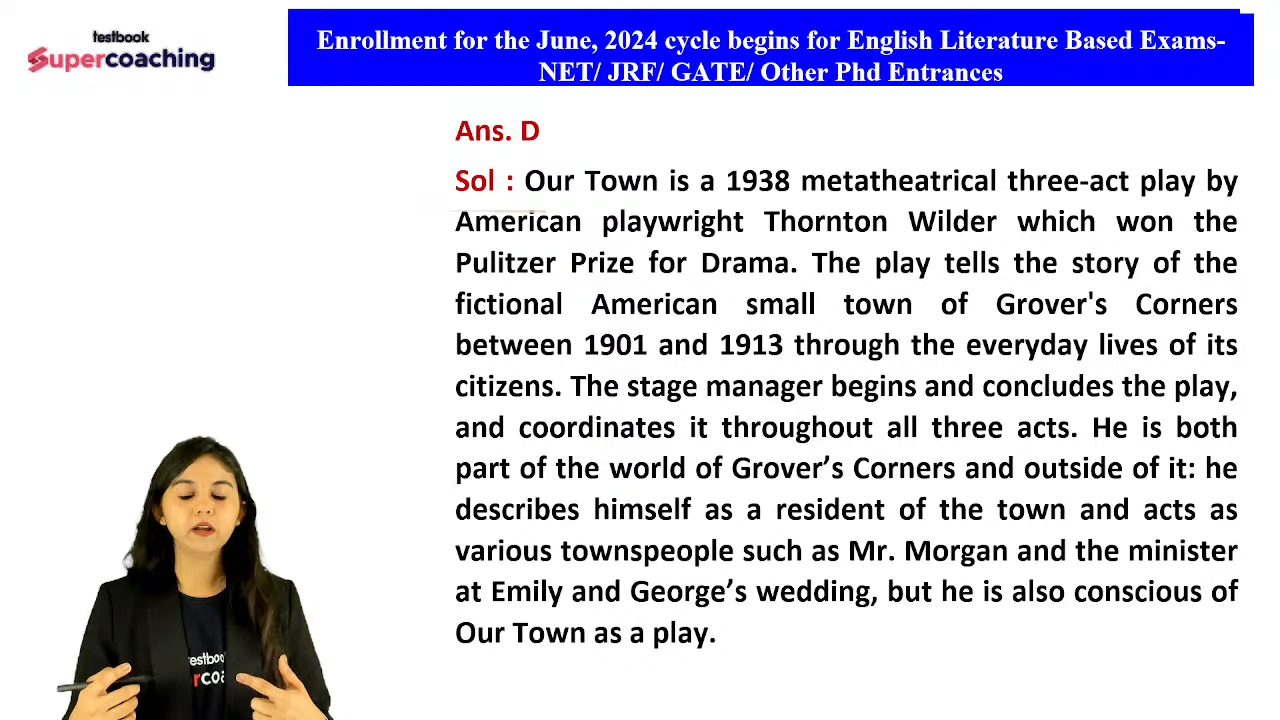 testbook
Supercoaching
Enrollment for the June, 2024 cycle begins for English Literature Based Exams-
NET/ JRF/ GATE/ Other Phd Entrances
Ans. D
Sol : Our Town is a 1938 metatheatrical three-act play by
American playwright Thornton Wilder which won the
Pulitzer Prize for Drama. The play tells the story of the
fictional American small town of Grover's Corners
between 1901 and 1913 through the everyday lives of its
citizens. The stage manager begins and concludes the play,
and coordinates it throughout all three acts. He is both
part of the world of Grover’s Corners and outside of it: he
describes himself as a resident of the town and acts as
various townspeople such as Mr. Morgan and the minister
at Emily and George’s wedding, but he is also conscious of
Our Town as a play.
testbook